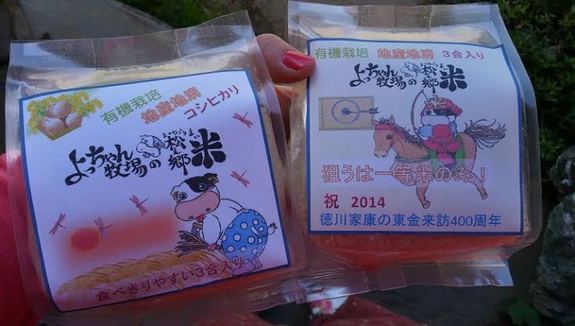 有機栽培
地産地消
コシヒカリ
よっちゃん牧場の松之郷米
食べきりやすい3合入り
有機栽培 地産地消 3合入り
よっちゃん牧場の松之郷米
狙うは一等米のみ!
祝 2014
徳川家康の東金来訪400周年